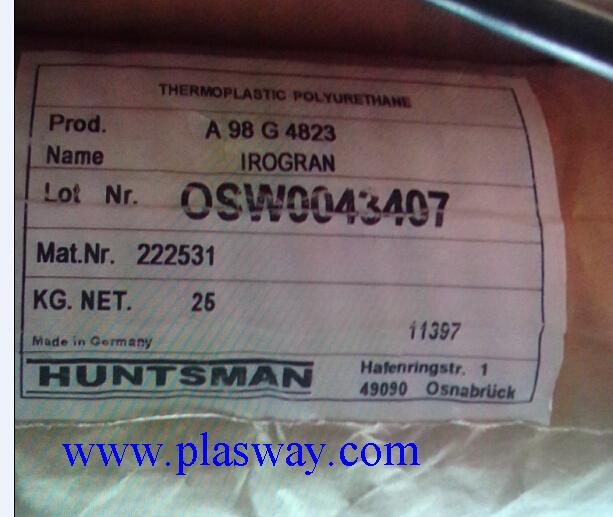 THERMOPLASTIC POLYURETHANE
Prod. A 98 G 4823
Name IROGRAN
Lot Nr. OSW0043407
Mat.Nr. 222531
KG. NET. 25
11397
Made in Germany
HUNTSMAN
Hafenringstr. 1
49090 Osnabrück
www.plasway.com